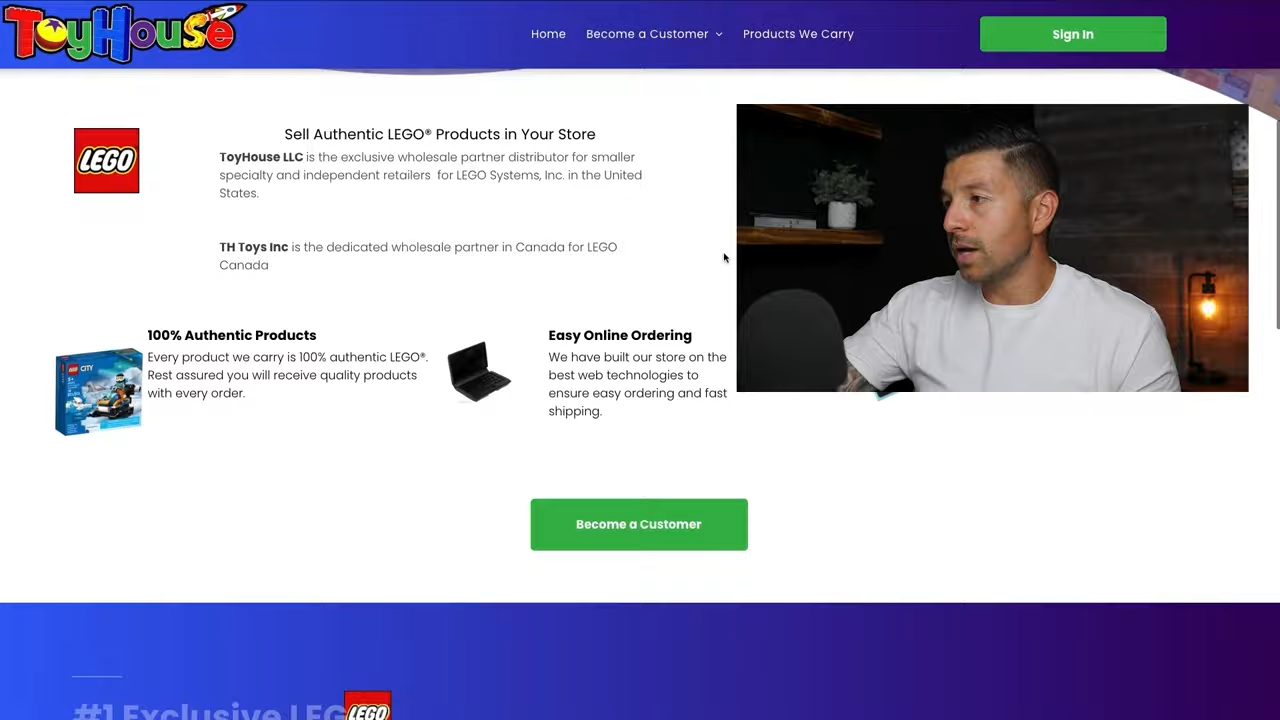 ToyHouse
Home
Become a Customer
Products We Carry
Sign In
LEGO
Sell Authentic LEGO® Products in Your Store
ToyHouse LLC is the exclusive wholesale partner distributor for smaller
specialty and independent retailers for LEGO Systems, Inc. in the United
States.
TH Toys Inc is the dedicated wholesale partner in Canada for LEGO
Canada
100% Authentic Products
Every product we carry is 100% authentic LEGO®.
Rest assured you will receive quality products
with every order.
CITY
Easy Online Ordering
We have built our store on the
best web technologies to
ensure easy ordering and fast
shipping.
Become a Customer
#1 Exclusive LEG
LEGO